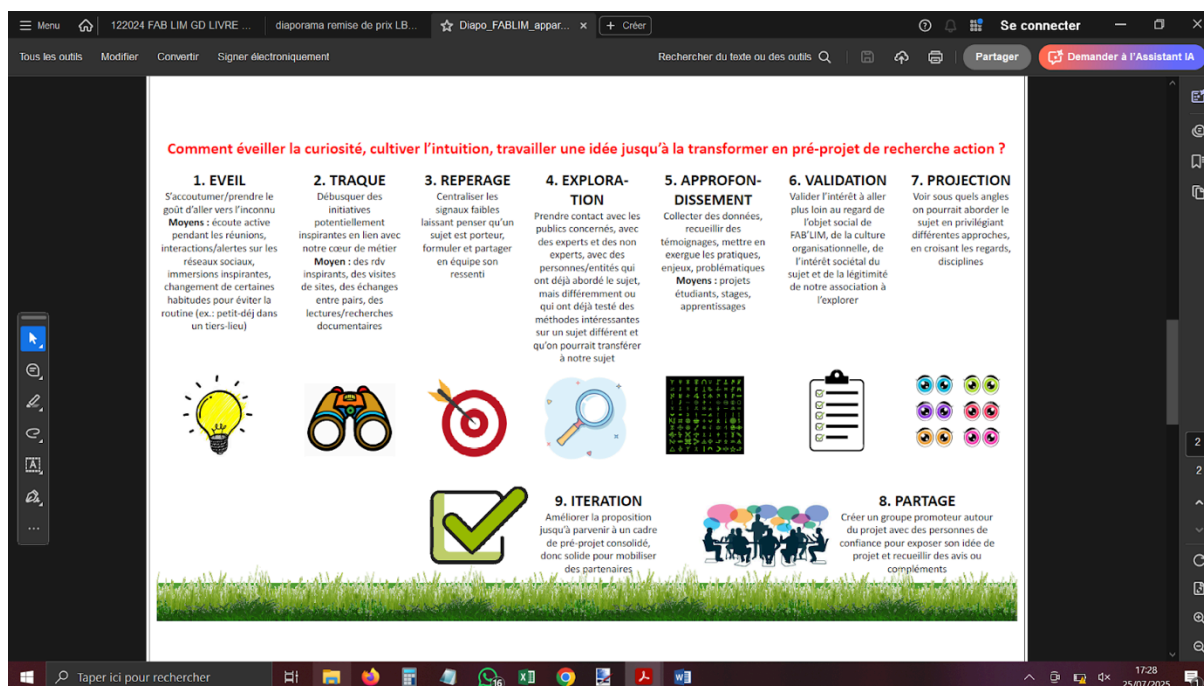 Menu
122024 FAB LIM GD LIVRE ...
diaporama remise de prix LB...
Diapo_FABLIM_appar...
Créer
Se connecter
Tous les outils
Modifier
Convertir
Signer électroniquement
Rechercher du texte ou des outils
Partager
Demander à l'Assistant IA
Comment éveiller la curiosité, cultiver l'intuition, travailler une idée jusqu'à la transformer en pré-projet de recherche action ?
1. EVEIL
S'accoutumer/prendre le
goût d'aller vers l'inconnu
Moyens : écoute active
pendant les réunions,
interactions/alertes sur les
réseaux sociaux,
immersions inspirantes,
changement de certaines
habitudes pour éviter la
routine (ex.: petit-déj dans
un tiers-lieu)
2. TRAQUE
Débusquer des
initiatives
potentiellement
inspirantes en lien avec
notre cœur de métier
Moyen : des rdv
inspirants, des visites
de sites, des échanges
entre pairs, des
lectures/recherches
documentaires
3. REPERAGE
Centraliser les
signaux faibles
laissant penser qu'un
sujet est porteur,
formuler et partager
en équipe son
ressenti
4. EXPLORA-
TION
Prendre contact avec les
publics concernés, avec
des experts et des non
experts, avec des
personnes/entités qui
ont déjà abordé le sujet,
mais différemment ou
qui ont déjà testé des
méthodes intéressantes
sur un sujet différent et
qu'on pourrait transférer
à notre sujet
5. APPROFON-
DISSEMENT
Collecter des données,
recueillir des
témoignages, mettre en
exergue les pratiques,
enjeux, problématiques
Moyens : projets
étudiants, stages,
apprentissages
6. VALIDATION
Valider l'intérêt à aller
plus loin au regard de
l'objet social de
FAB'LIM, de la culture
organisationnelle, de
l'intérêt sociétal du
sujet et de la légitimité
de notre association à
l'explorer
7. PROJECTION
Voir sous quels angles
on pourrait aborder le
sujet en privilégiant
différentes approches,
en croisant les regards,
disciplines
8. PARTAGE
Créer un groupe promoteur autour
du projet avec des personnes de
confiance pour exposer son idée de
projet et recueillir des avis ou
compléments
9. ITERATION
Améliorer la proposition
jusqu'à parvenir à un cadre
de pré-projet consolidé,
donc solide pour mobiliser
des partenaires
2
2
Taper ici pour rechercher
16
17:28
25/07/2025